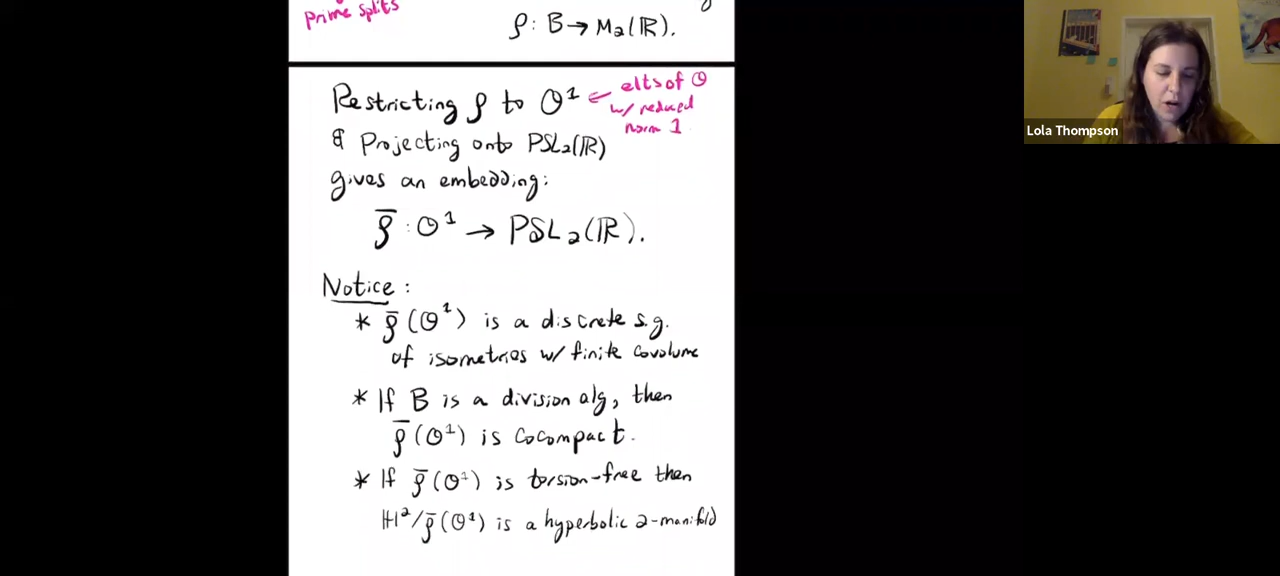 prime splits
ρ: B → M₂(ℝ).
Restricting ρ to O¹ ← elts of O
w/ reduced
norm 1
& Projecting onto PSL₂(ℝ)
gives an embedding:
ρ̄ : O¹ → PSL₂(ℝ).
Notice:
* ρ̄(O¹) is a discrete s.g.
of isometries w/ finite covolume
* If B is a division alg, then
ρ̄(O¹) is cocompact.
* If ρ̄(O¹) is torsion-free then
ℍ²/ρ̄(O¹) is a hyperbolic 2-manifold
Lola Thompson